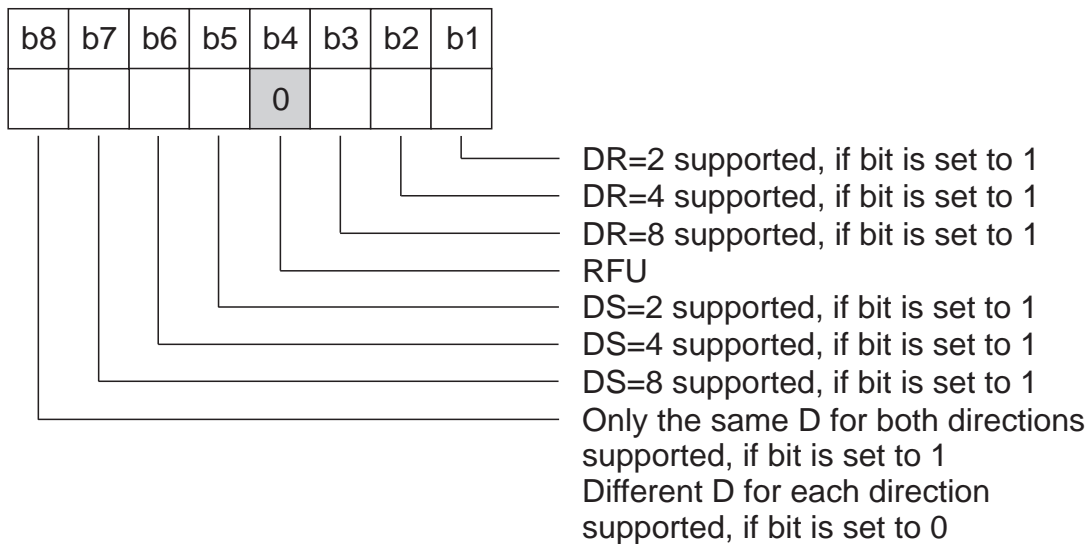 b8 b7 b6 b5 b4 b3 b2 b1
0
DR=2 supported, if bit is set to 1
DR=4 supported, if bit is set to 1
DR=8 supported, if bit is set to 1
RFU
DS=2 supported, if bit is set to 1
DS=4 supported, if bit is set to 1
DS=8 supported, if bit is set to 1
Only the same D for both directions
supported, if bit is set to 1
Different D for each direction
supported, if bit is set to 0